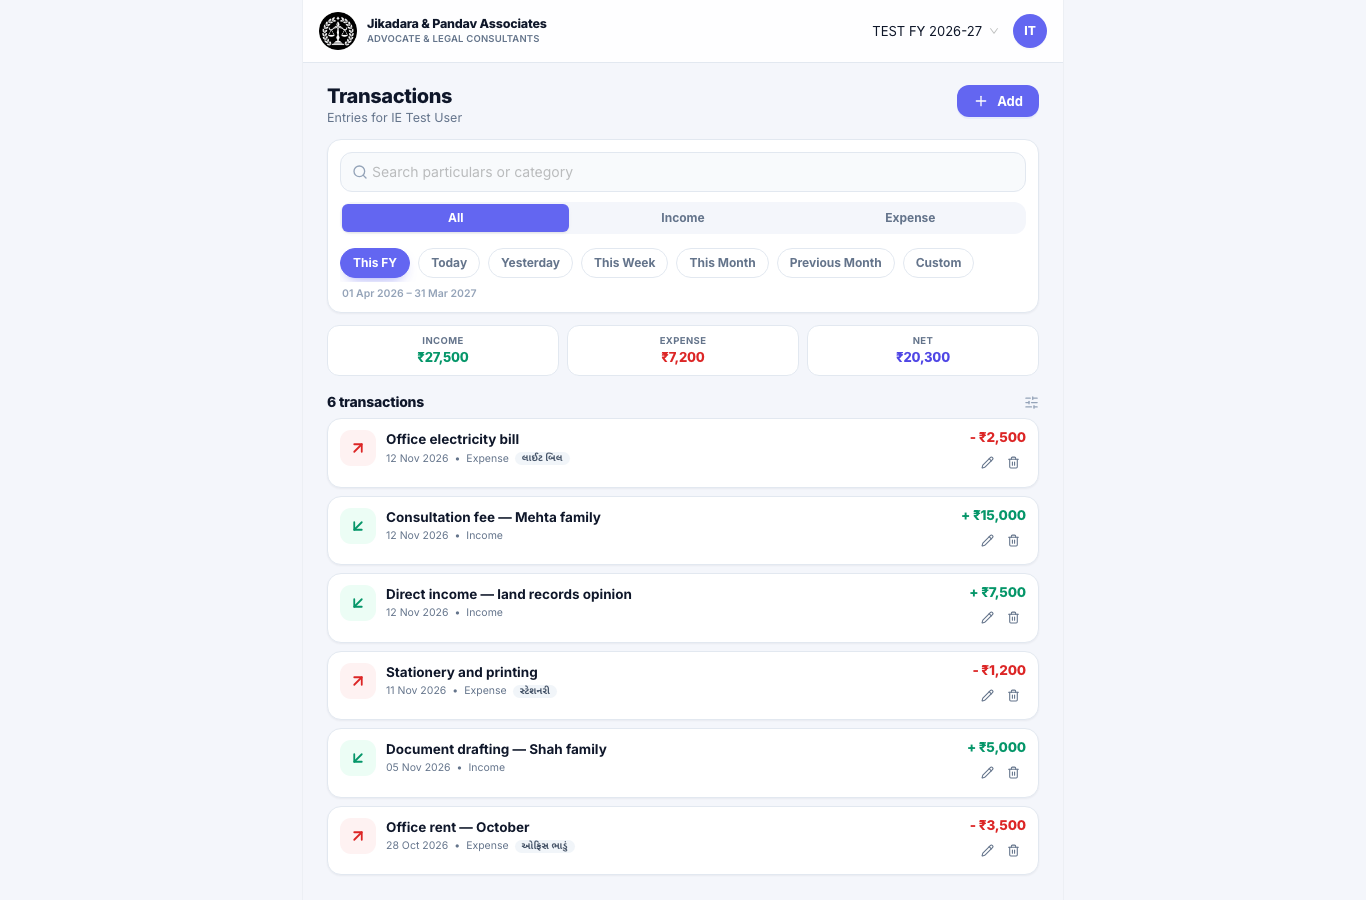 Jikadara & Pandav Associates
ADVOCATE & LEGAL CONSULTANTS
TEST FY 2026-27
IT
Transactions
Entries for IE Test User
Add
Search particulars or category
All
Income
Expense
This FY
Today
Yesterday
This Week
This Month
Previous Month
Custom
01 Apr 2026 – 31 Mar 2027
INCOME
₹27,500
EXPENSE
₹7,200
NET
₹20,300
6 transactions
Office electricity bill
- ₹2,500
12 Nov 2026 • Expense લાઈટ બિલ
Consultation fee — Mehta family
+ ₹15,000
12 Nov 2026 • Income
Direct income — land records opinion
+ ₹7,500
12 Nov 2026 • Income
Stationery and printing
- ₹1,200
11 Nov 2026 • Expense સ્ટેશનરી
Document drafting — Shah family
+ ₹5,000
05 Nov 2026 • Income
Office rent — October
- ₹3,500
28 Oct 2026 • Expense ઓફિસ ભાડું